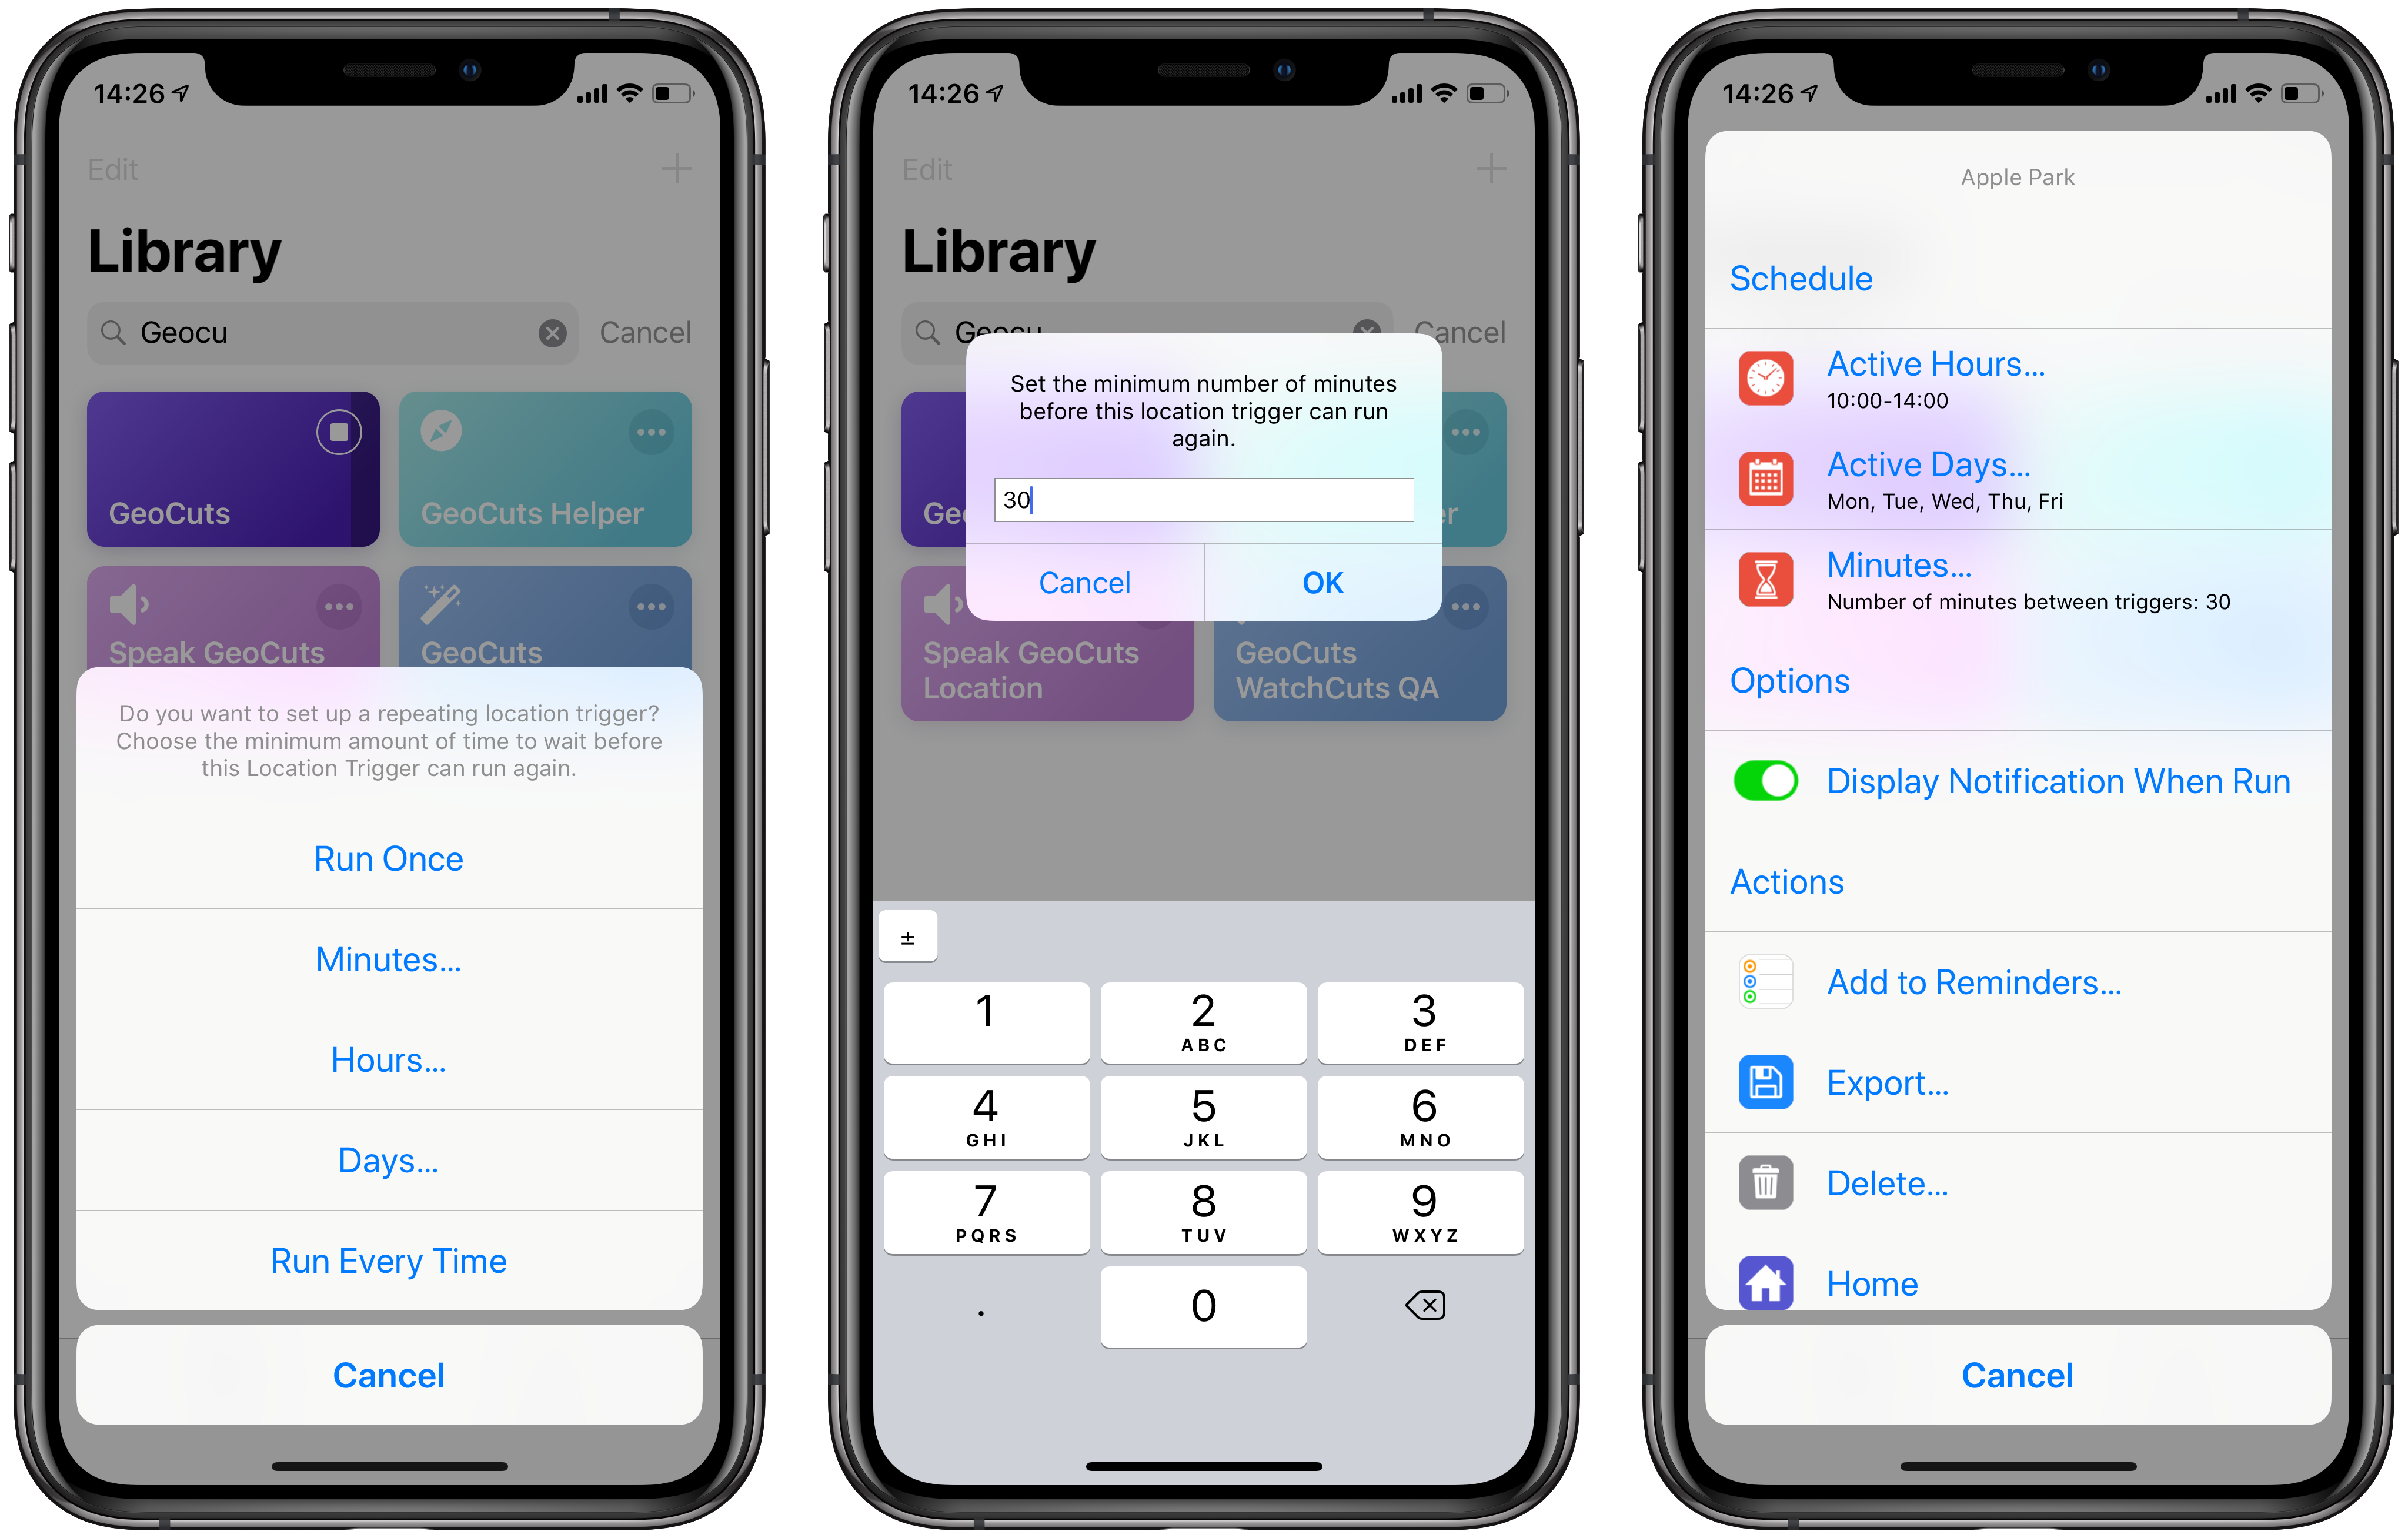 14:26
Edit
Library
Geocu
Cancel
GeoCuts
GeoCuts Helper
Speak GeoCuts
GeoCuts
Do you want to set up a repeating location trigger?
Choose the minimum amount of time to wait before
this Location Trigger can run again.
Run Once
Minutes...
Hours...
Days...
Run Every Time
Cancel
14:26
Edit
Library
Geocu
Cancel
Set the minimum number of minutes
before this location trigger can run
again.
30
Cancel
OK
Speak GeoCuts
Location
GeoCuts
WatchCuts QA
±
1
2
ABC
3
DEF
4
GHI
5
JKL
6
MNO
7
PQRS
8
TUV
9
WXYZ
.
0
14:26
Apple Park
Schedule
Active Hours...
10:00-14:00
Active Days...
Mon, Tue, Wed, Thu, Fri
Minutes...
Number of minutes between triggers: 30
Options
Display Notification When Run
Actions
Add to Reminders...
Export...
Delete...
Home
Cancel